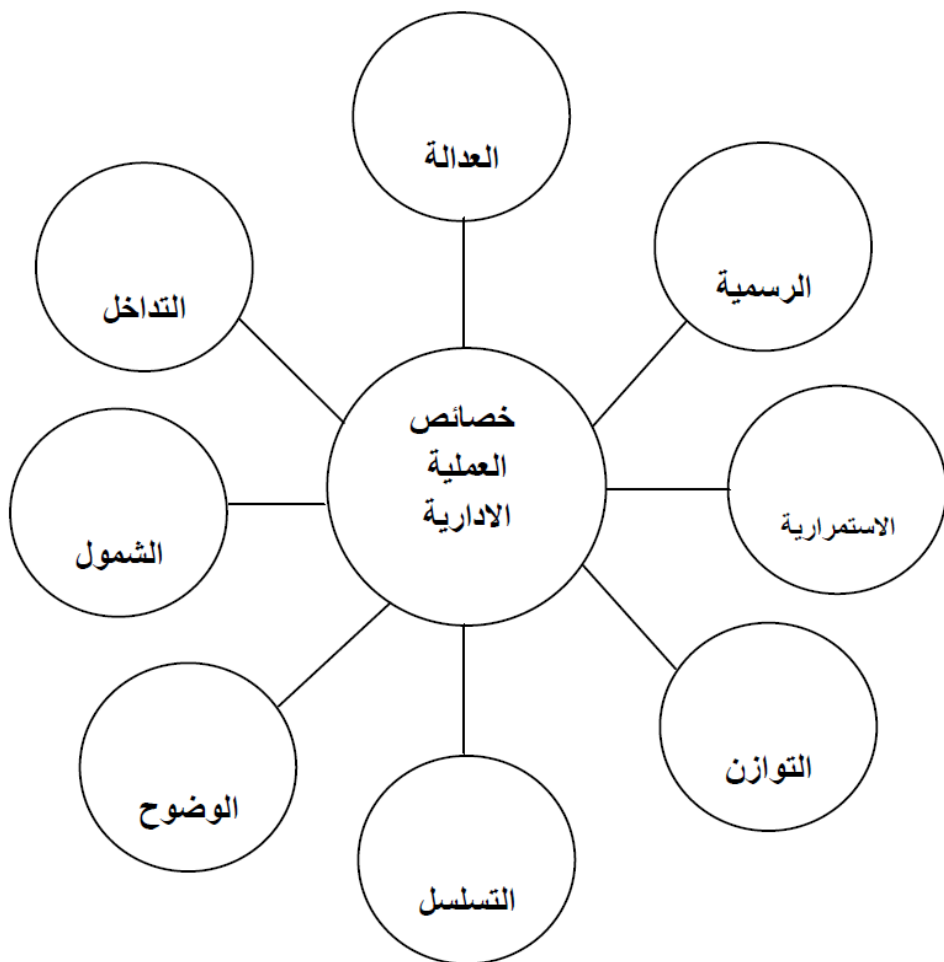 العدالة
الرسمية
التداخل
خصائص
العملية
الادارية
الاستمرارية
الشمول
التوازن
الوضوح
التسلسل